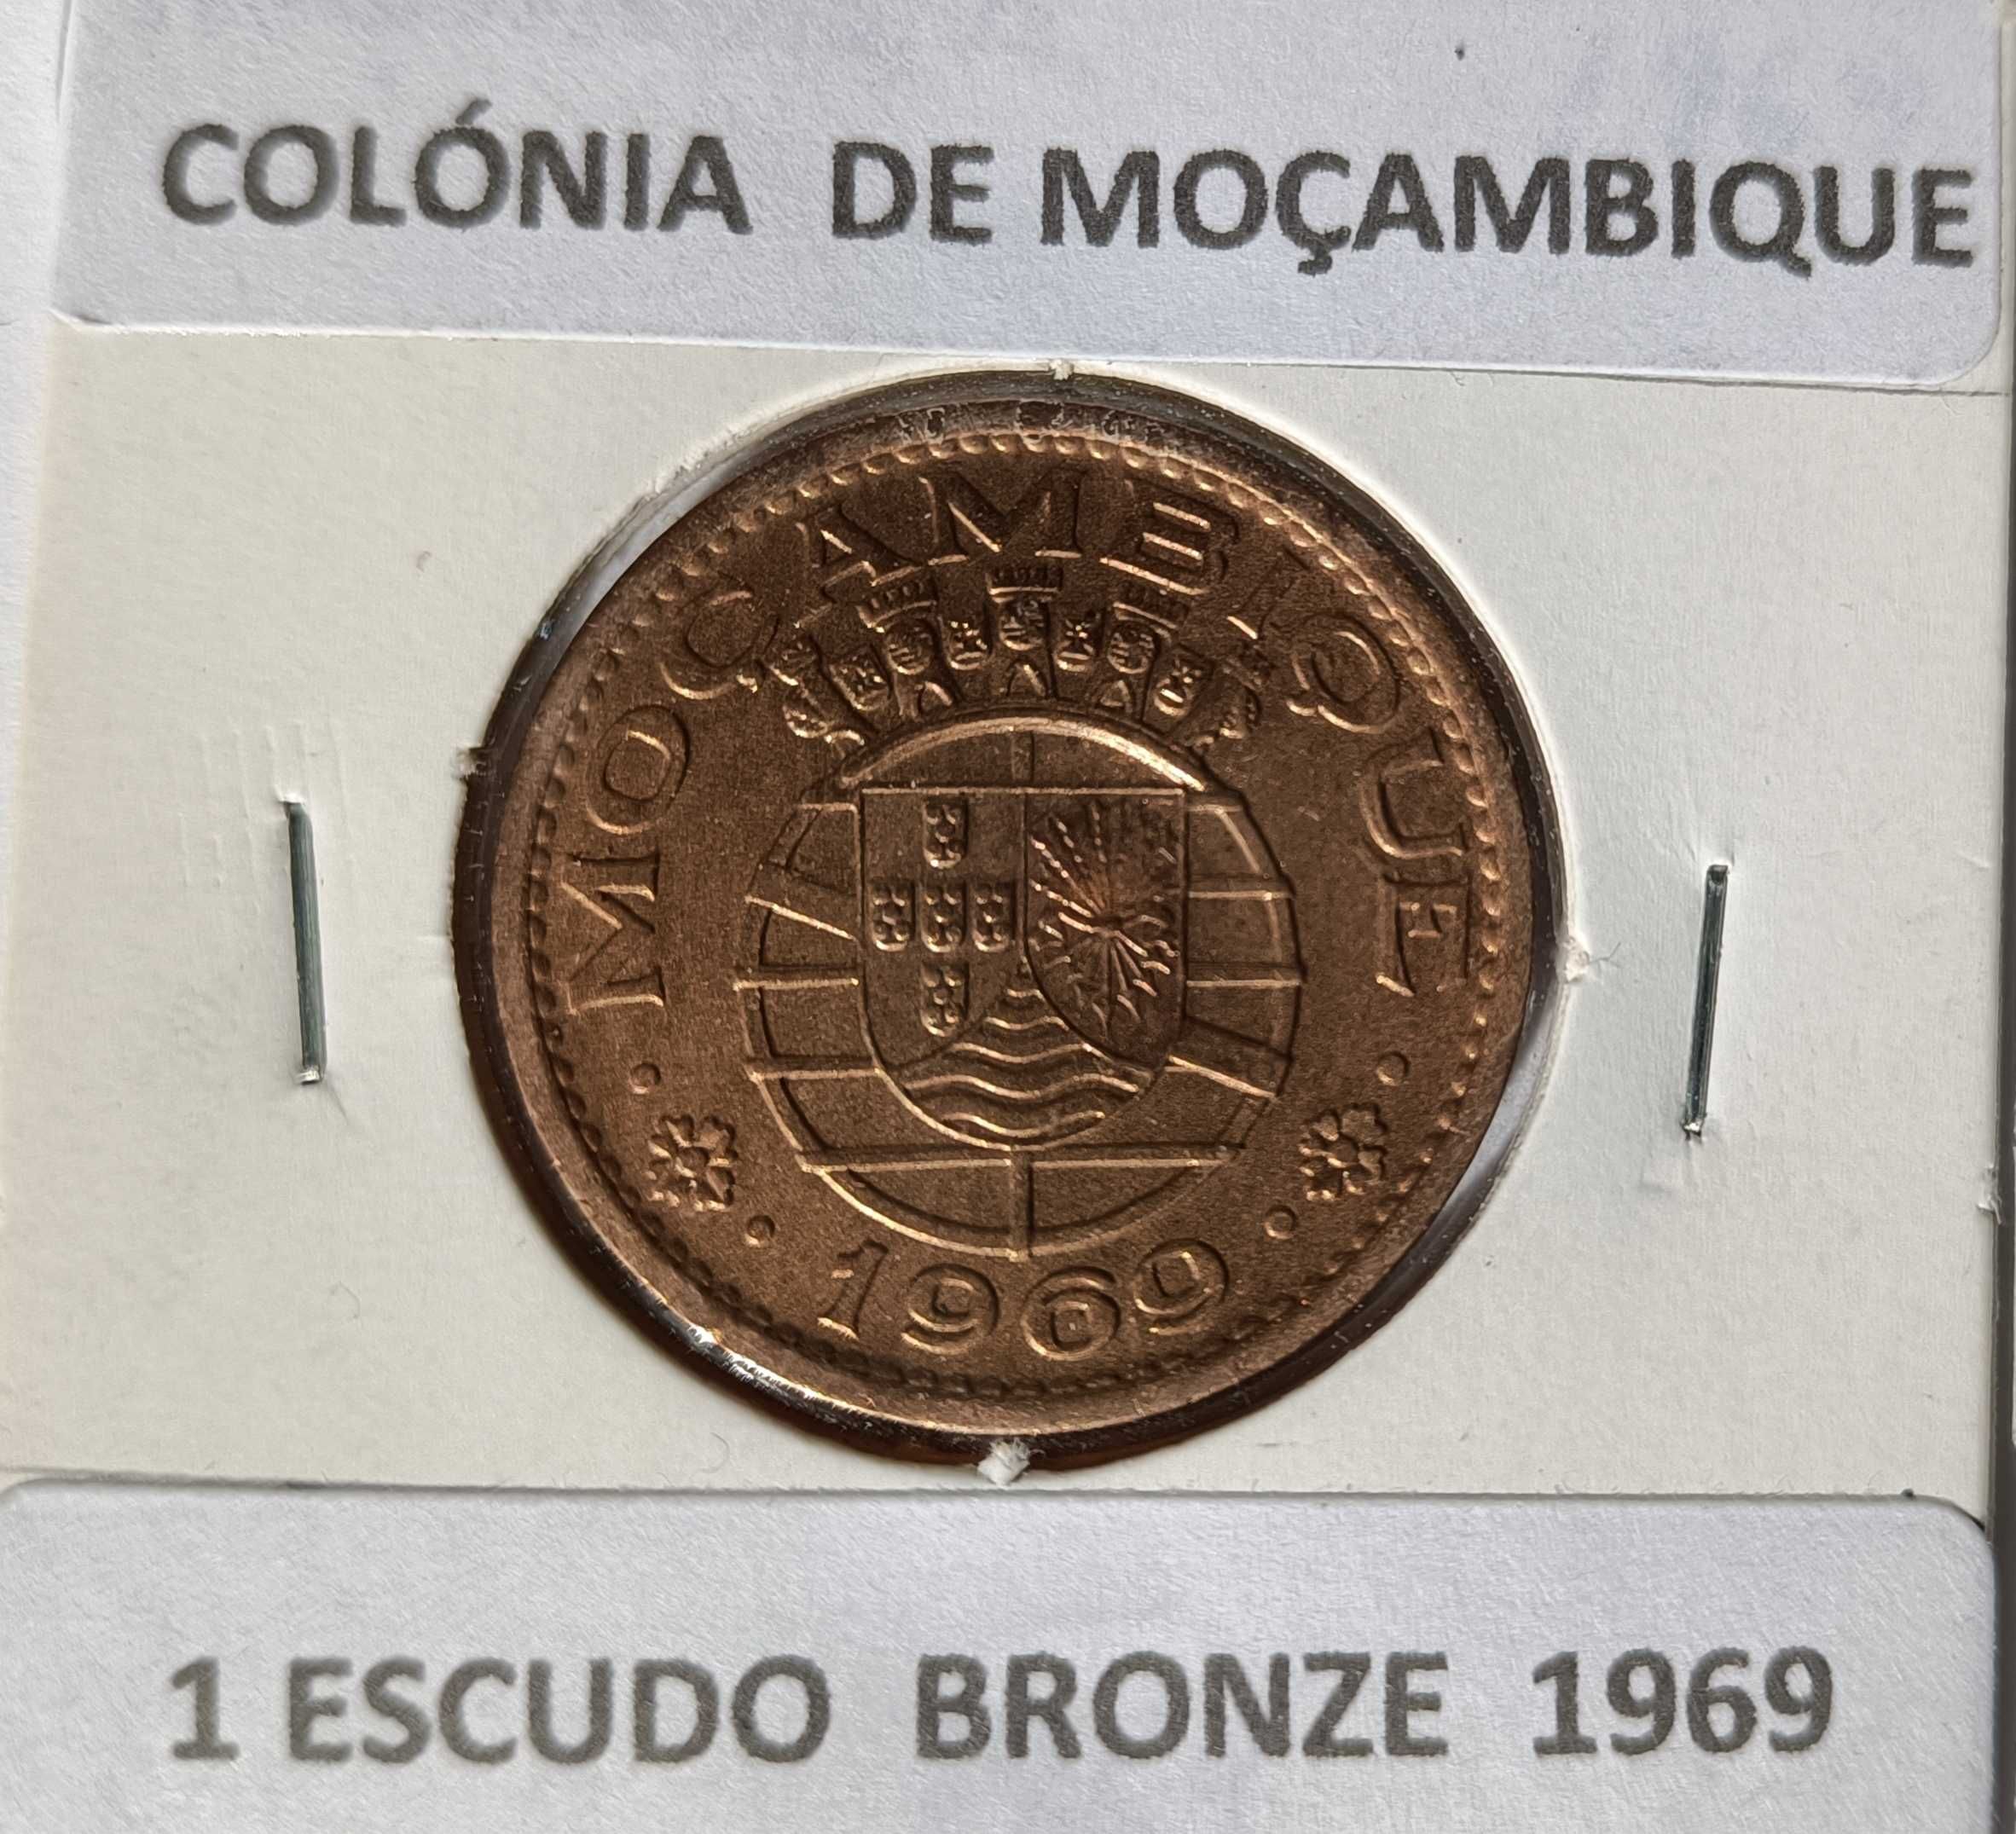 COLÓNIA DE MOÇAMBIQUE
MOÇAMBIQUE
1969
1 ESCUDO BRONZE 1969